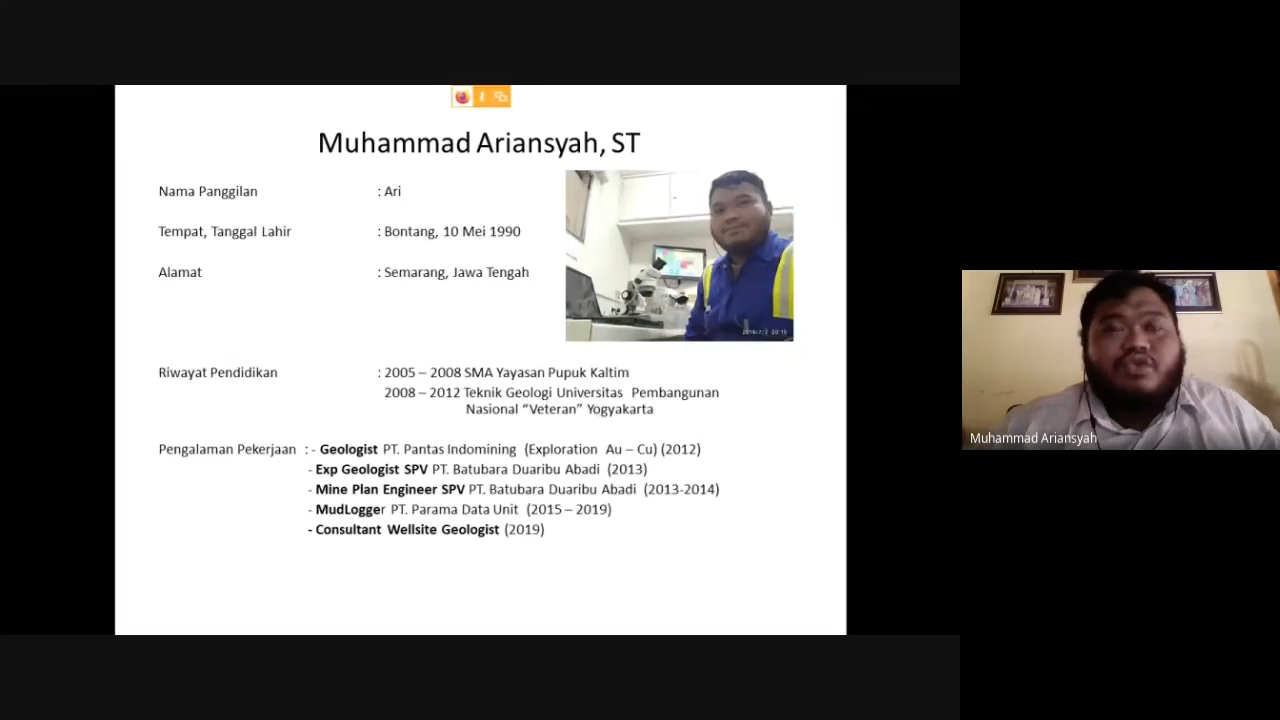 Muhammad Ariansyah, ST
Nama Panggilan : Ari
Tempat, Tanggal Lahir : Bontang, 10 Mei 1990
Alamat : Semarang, Jawa Tengah
Riwayat Pendidikan : 2005 – 2008 SMA Yayasan Pupuk Kaltim
2008 – 2012 Teknik Geologi Universitas Pembangunan
Nasional “Veteran” Yogyakarta
Pengalaman Pekerjaan : - Geologist PT. Pantas Indomining (Exploration Au – Cu) (2012)
- Exp Geologist SPV PT. Batubara Duaribu Abadi (2013)
- Mine Plan Engineer SPV PT. Batubara Duaribu Abadi (2013-2014)
- MudLogger PT. Parama Data Unit (2015 – 2019)
- Consultant Wellsite Geologist (2019)
Muhammad Ariansyah